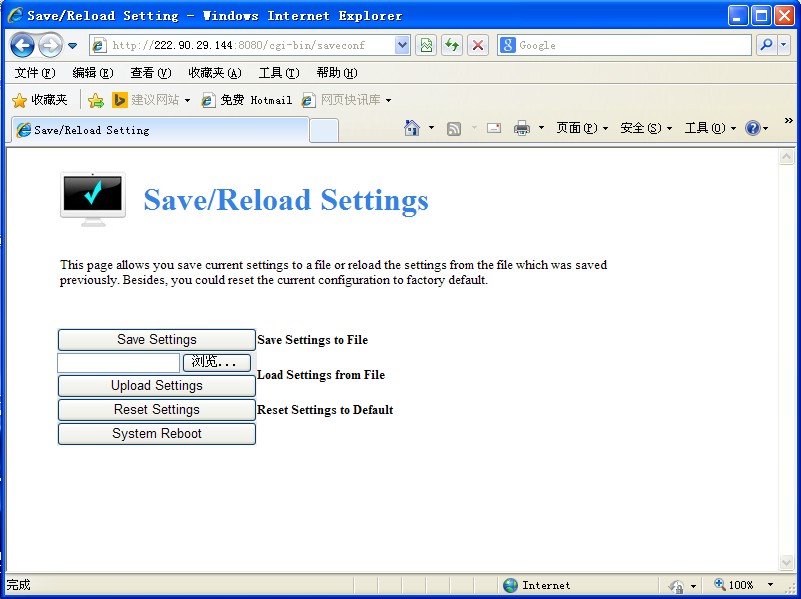 Save/Reload Setting - Windows Internet Explorer
http://222.90.29.144:8080/cgi-bin/saveconf
Google
文件(F) 编辑(E) 查看(V) 收藏夹(A) 工具(T) 帮助(H)
收藏夹 建议网站 免费 Hotmail 网页快讯库
Save/Reload Setting 页面(P) 安全(S) 工具(O) »
Save/Reload Settings
This page allows you save current settings to a file or reload the settings from the file which was saved
previously. Besides, you could reset the current configuration to factory default.
Save Settings Save Settings to File
浏览...
Load Settings from File
Upload Settings
Reset Settings Reset Settings to Default
System Reboot
完成 Internet 100%